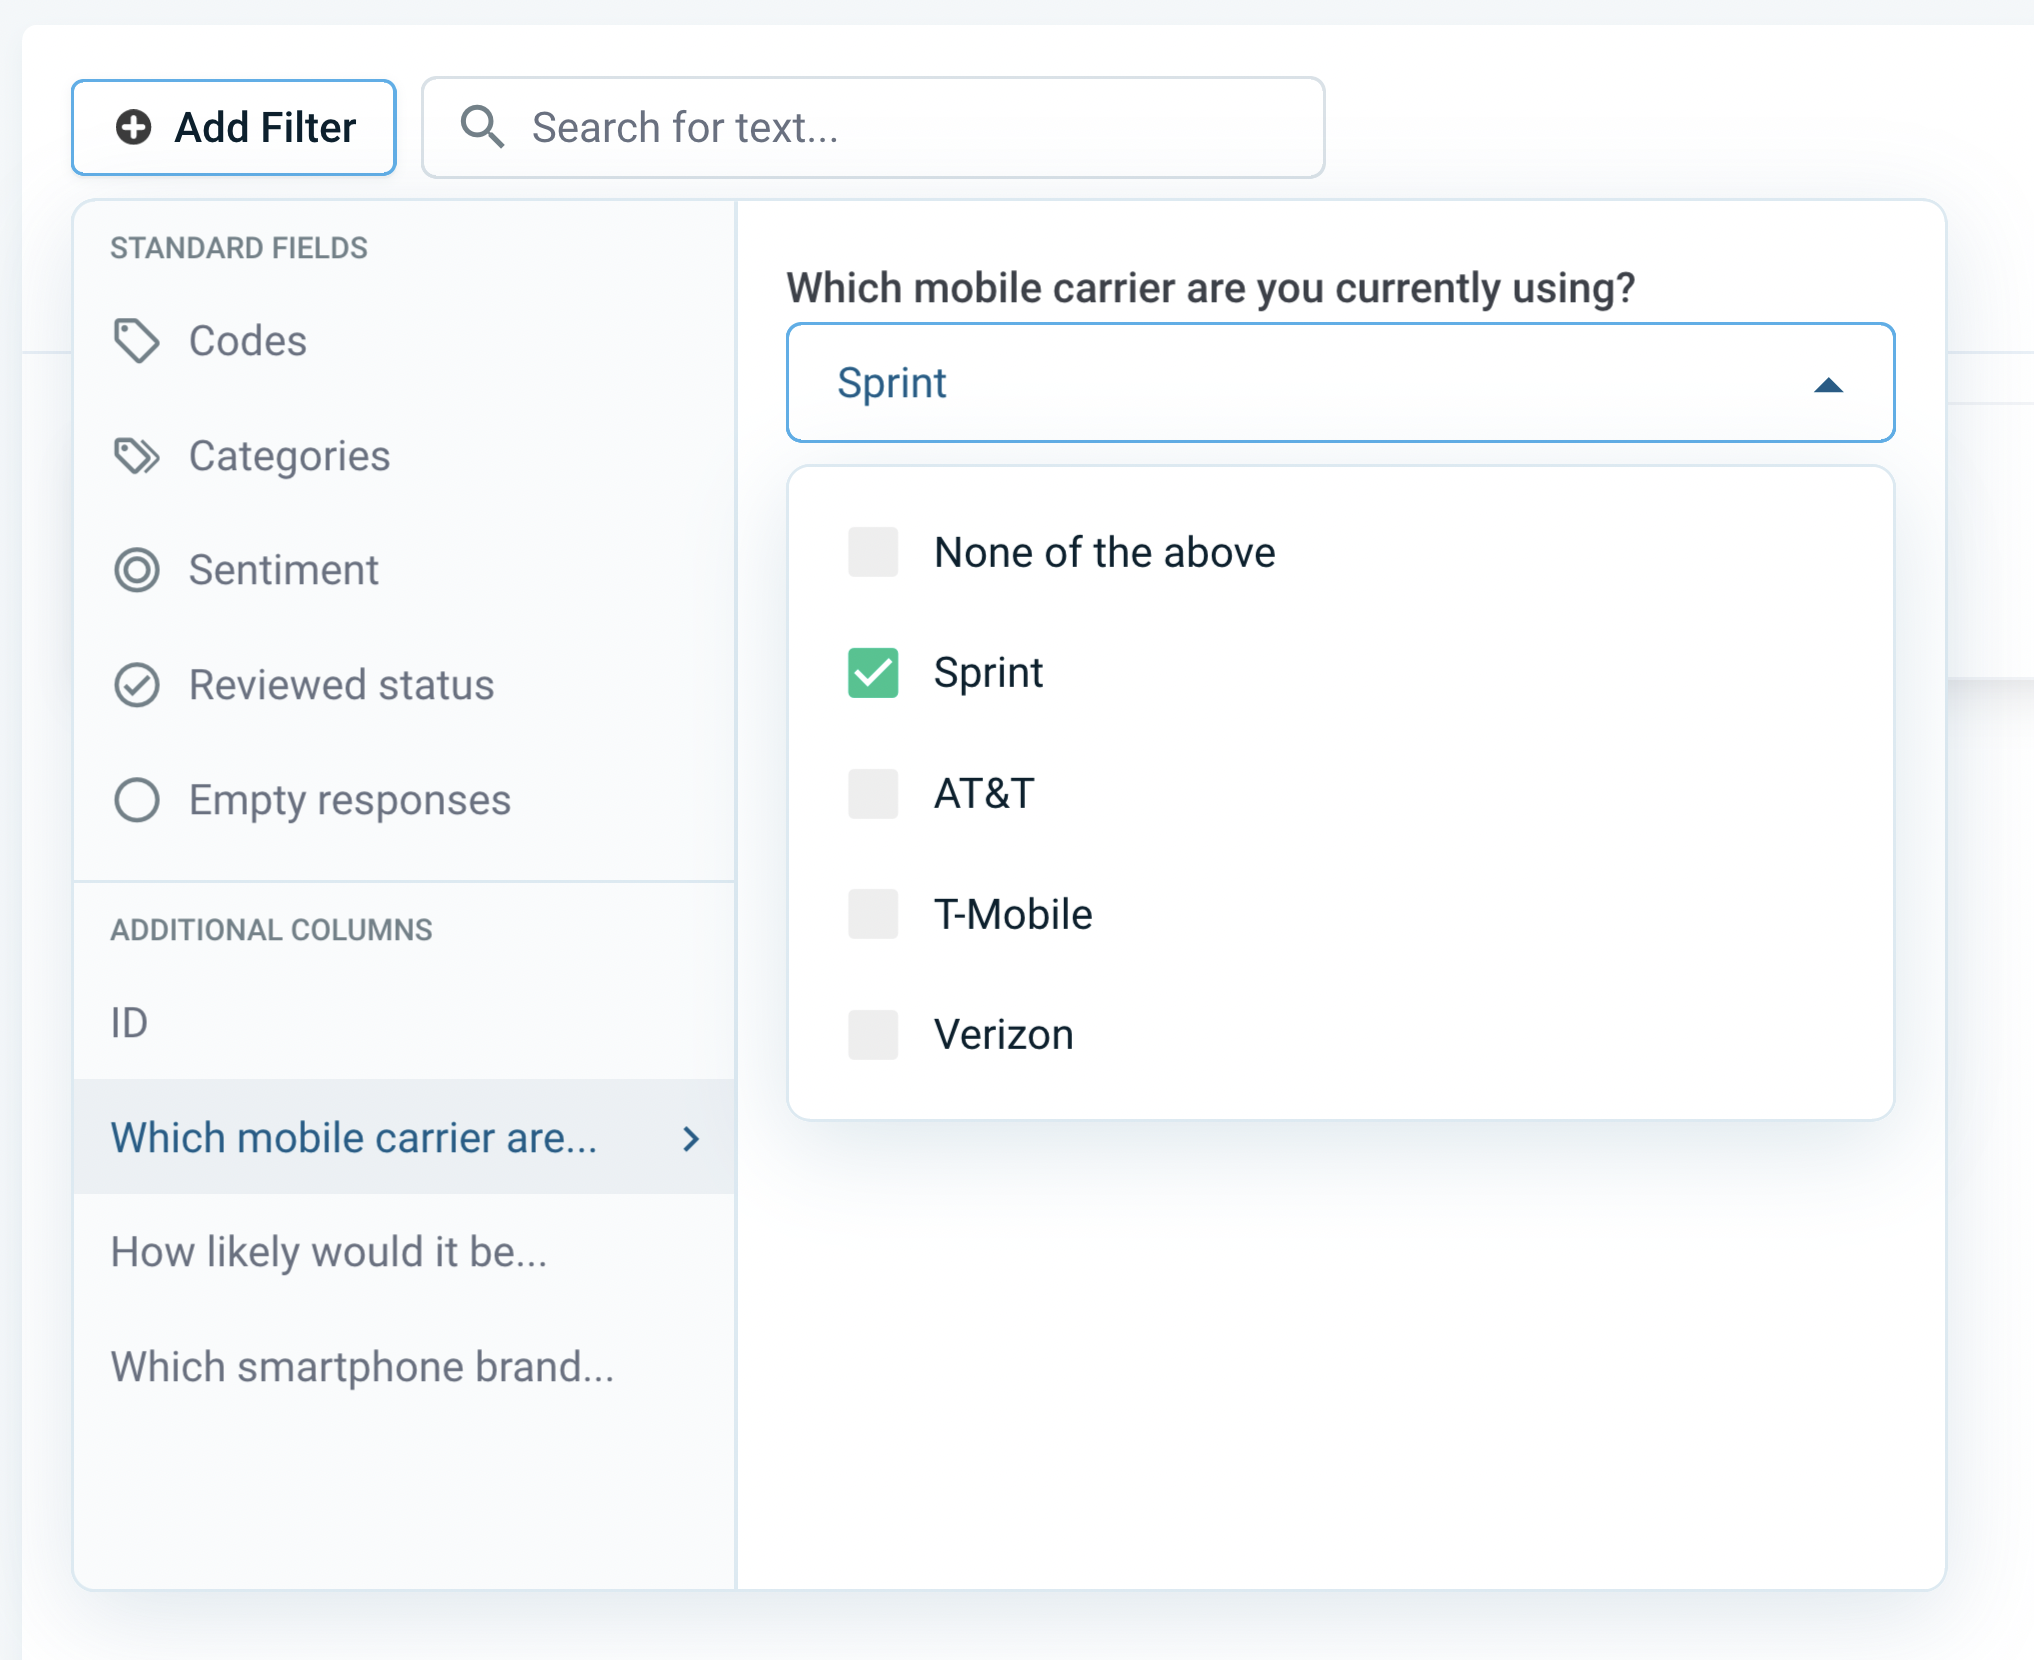 Add Filter
Search for text...
STANDARD FIELDS
Codes
Categories
Sentiment
Reviewed status
Empty responses
ADDITIONAL COLUMNS
ID
Which mobile carrier are...
How likely would it be...
Which smartphone brand...
Which mobile carrier are you currently using?
Sprint
None of the above
Sprint
AT&T
T-Mobile
Verizon